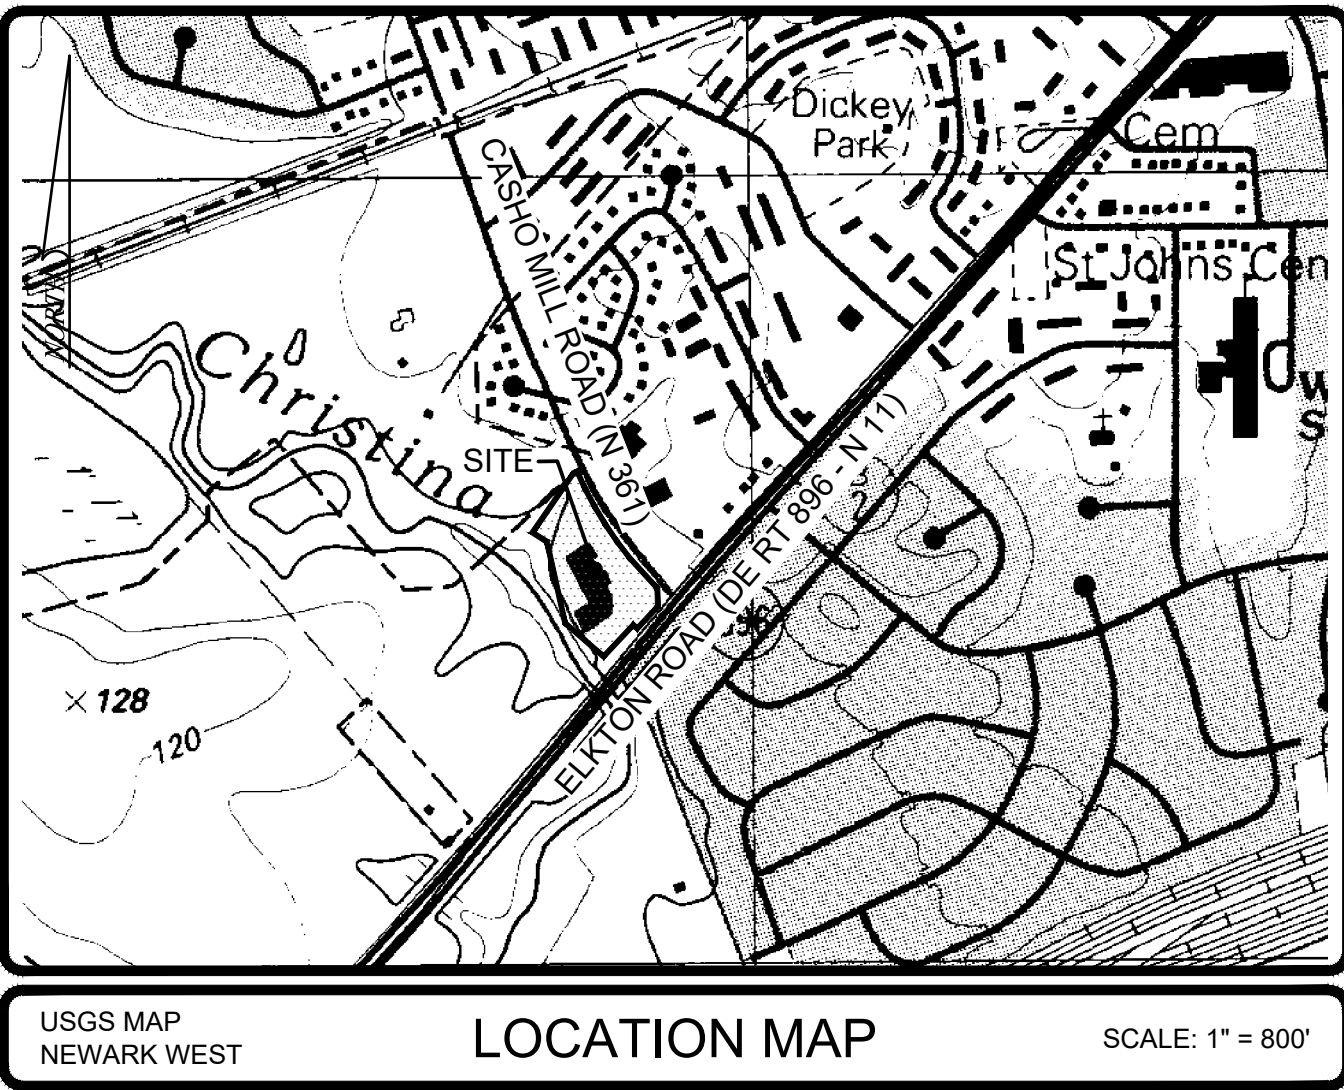 Dickey
Park
Cem
CASHO MILL ROAD (N 361)
St Johns Cem
NORTH
Christina
SITE
ELKTON ROAD (DE RT 896 - N 11)
128
120
USGS MAP
NEWARK WEST
LOCATION MAP
SCALE: 1" = 800'